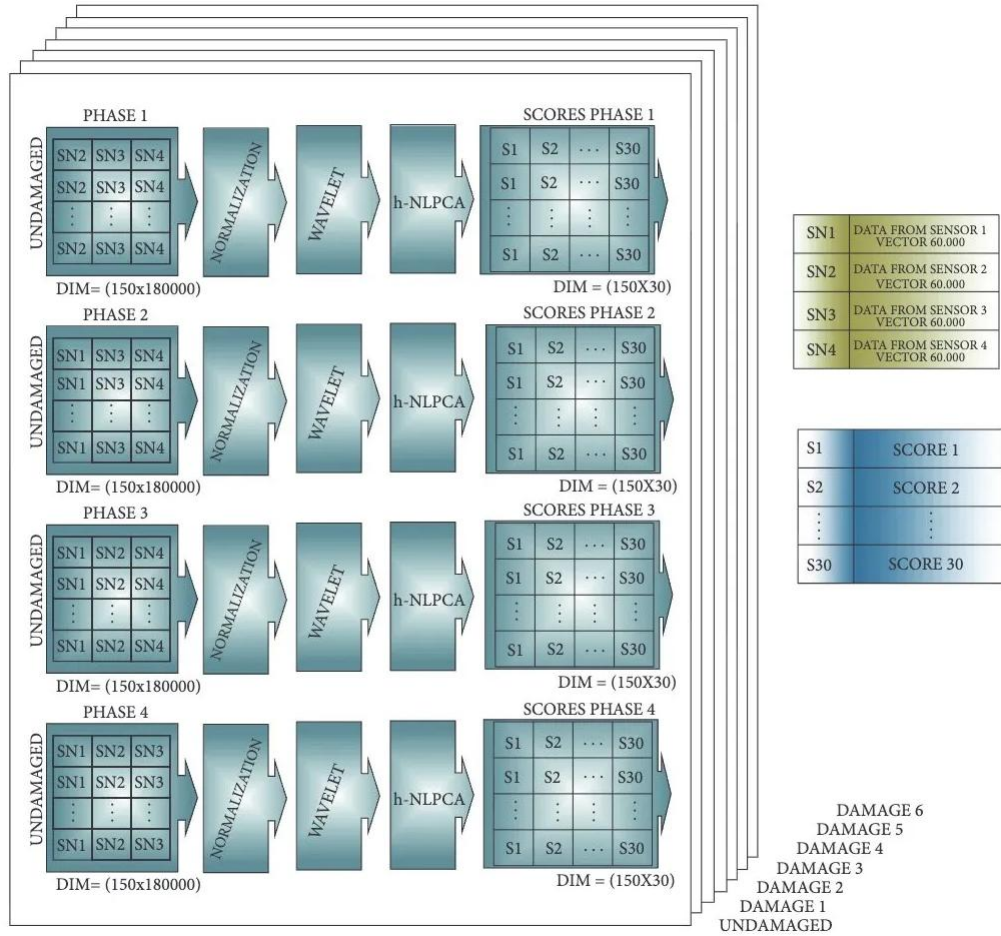 PHASE 1
SCORES PHASE 1
UNDAMAGED
SN2 SN3 SN4
SN2 SN3 SN4
⋮ ⋮ ⋮
SN2 SN3 SN4
NORMALIZATION
WAVELET
h-NLPCA
S1 S2 ··· S30
S1 S2 ··· S30
⋮ ⋮ ⋮ ⋮
S1 S2 ··· S30
DIM= (150x180000)
DIM = (150X30)
PHASE 2
SCORES PHASE 2
UNDAMAGED
SN1 SN3 SN4
SN1 SN3 SN4
⋮ ⋮ ⋮
SN1 SN3 SN4
NORMALIZATION
WAVELET
h-NLPCA
S1 S2 ··· S30
S1 S2 ··· S30
⋮ ⋮ ⋮ ⋮
S1 S2 ··· S30
DIM= (150x180000)
DIM = (150X30)
PHASE 3
SCORES PHASE 3
UNDAMAGED
SN1 SN2 SN4
SN1 SN2 SN4
⋮ ⋮ ⋮
SN1 SN2 SN4
NORMALIZATION
WAVELET
h-NLPCA
S1 S2 ··· S30
S1 S2 ··· S30
⋮ ⋮ ⋮ ⋮
S1 S2 ··· S30
DIM= (150x180000)
DIM = (150X30)
PHASE 4
SCORES PHASE 4
UNDAMAGED
SN1 SN2 SN3
SN1 SN2 SN3
⋮ ⋮ ⋮
SN1 SN2 SN3
NORMALIZATION
WAVELET
h-NLPCA
S1 S2 ··· S30
S1 S2 ··· S30
⋮ ⋮ ⋮ ⋮
S1 S2 ··· S30
DIM= (150x180000)
DIM = (150X30)
SN1 DATA FROM SENSOR 1
VECTOR 60.000
SN2 DATA FROM SENSOR 2
VECTOR 60.000
SN3 DATA FROM SENSOR 3
VECTOR 60.000
SN4 DATA FROM SENSOR 4
VECTOR 60.000
S1 SCORE 1
S2 SCORE 2
⋮ ⋮
S30 SCORE 30
DAMAGE 6
DAMAGE 5
DAMAGE 4
DAMAGE 3
DAMAGE 2
DAMAGE 1
UNDAMAGED